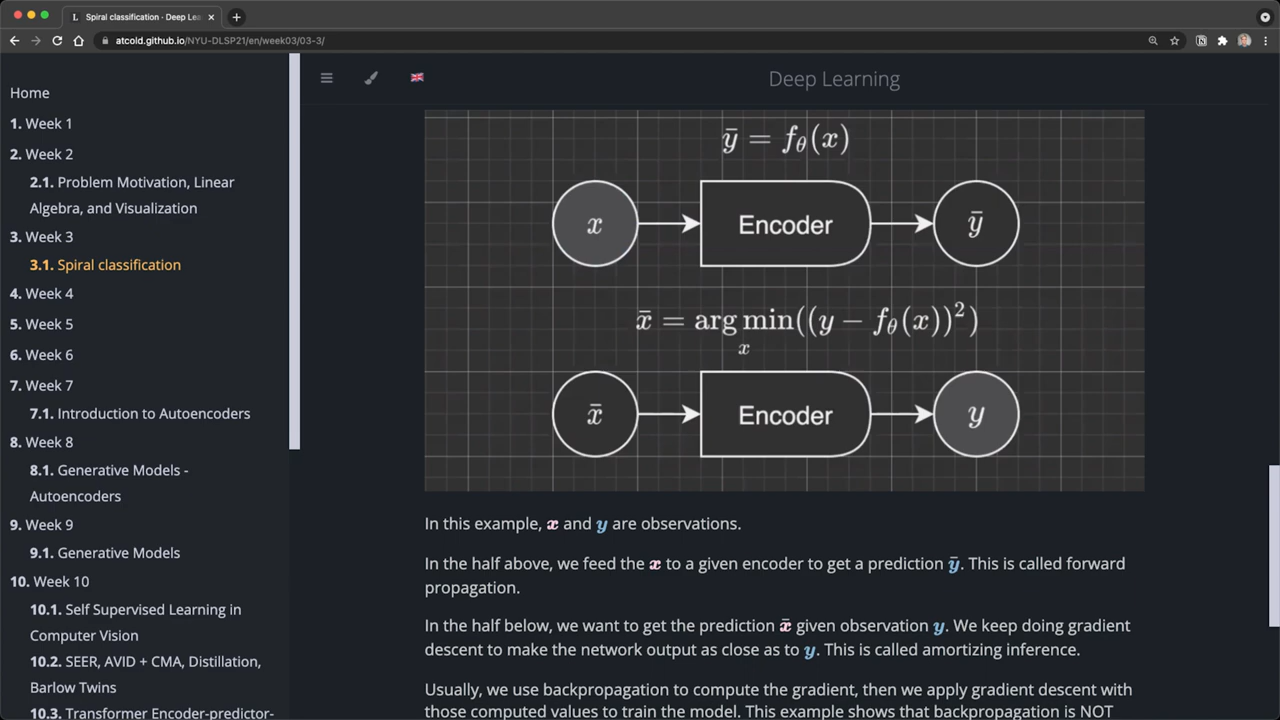 Spiral classification · Deep Lea
atcold.github.io/NYU-DLSP21/en/week03/03-3/
Home
1. Week 1
2. Week 2
2.1. Problem Motivation, Linear
Algebra, and Visualization
3. Week 3
3.1. Spiral classification
4. Week 4
5. Week 5
6. Week 6
7. Week 7
7.1. Introduction to Autoencoders
8. Week 8
8.1. Generative Models -
Autoencoders
9. Week 9
9.1. Generative Models
10. Week 10
10.1. Self Supervised Learning in
Computer Vision
10.2. SEER, AVID + CMA, Distillation,
Barlow Twins
10.3. Transformer Encoder-predictor-
Deep Learning
ȳ = f_θ(x)
x Encoder ȳ
x̄ = arg min((y − f_θ(x))²)
x
x̄ Encoder y
In this example, x and y are observations.
In the half above, we feed the x to a given encoder to get a prediction ȳ. This is called forward
propagation.
In the half below, we want to get the prediction x̄ given observation y. We keep doing gradient
descent to make the network output as close as to y. This is called amortizing inference.
Usually, we use backpropagation to compute the gradient, then we apply gradient descent with
those computed values to train the model. This example shows that backpropagation is NOT